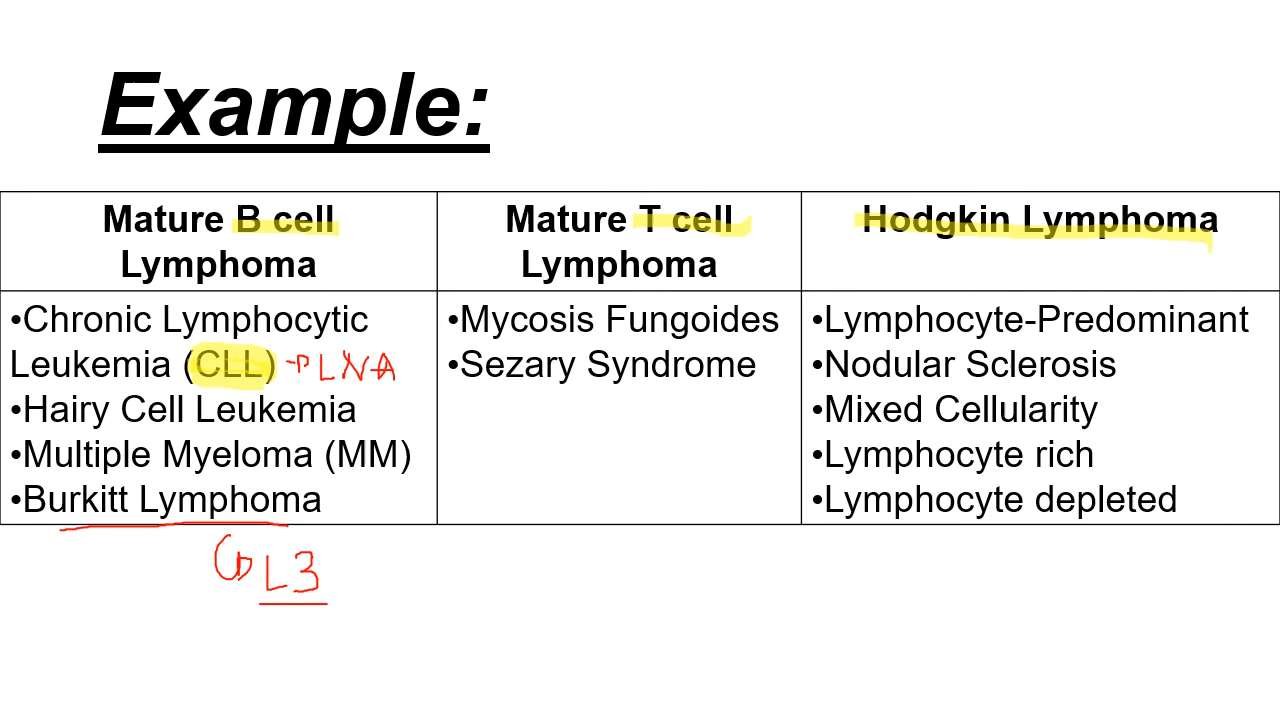 Example:
Mature B cell
Lymphoma
Mature T cell
Lymphoma
Hodgkin Lymphoma
•Chronic Lymphocytic
Leukemia (CLL) → LNA
•Hairy Cell Leukemia
•Multiple Myeloma (MM)
•Burkitt Lymphoma
L3
•Mycosis Fungoides
•Sezary Syndrome
•Lymphocyte-Predominant
•Nodular Sclerosis
•Mixed Cellularity
•Lymphocyte rich
•Lymphocyte depleted